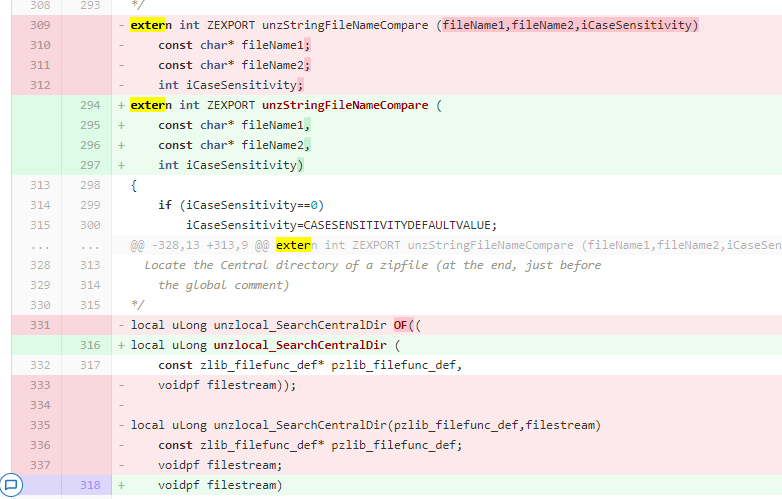 308 293 */
309 - extern int ZEXPORT unzStringFileNameCompare (fileName1,fileName2,iCaseSensitivity)
310 - const char* fileName1;
311 - const char* fileName2;
312 - int iCaseSensitivity;
294 + extern int ZEXPORT unzStringFileNameCompare (
295 + const char* fileName1,
296 + const char* fileName2,
297 + int iCaseSensitivity)
313 298 {
314 299 if (iCaseSensitivity==0)
315 300 iCaseSensitivity=CASESENSITIVITYDEFAULTVALUE;
... ... @@ -328,13 +313,9 @@ extern int ZEXPORT unzStringFileNameCompare (fileName1,fileName2,iCaseSen
328 313 Locate the Central directory of a zipfile (at the end, just before
329 314 the global comment)
330 315 */
331 - local uLong unzlocal_SearchCentralDir OF((
316 + local uLong unzlocal_SearchCentralDir (
332 317 const zlib_filefunc_def* pzlib_filefunc_def,
333 - voidpf filestream));
334 -
335 - local uLong unzlocal_SearchCentralDir(pzlib_filefunc_def,filestream)
336 - const zlib_filefunc_def* pzlib_filefunc_def;
337 - voidpf filestream;
318 + voidpf filestream)